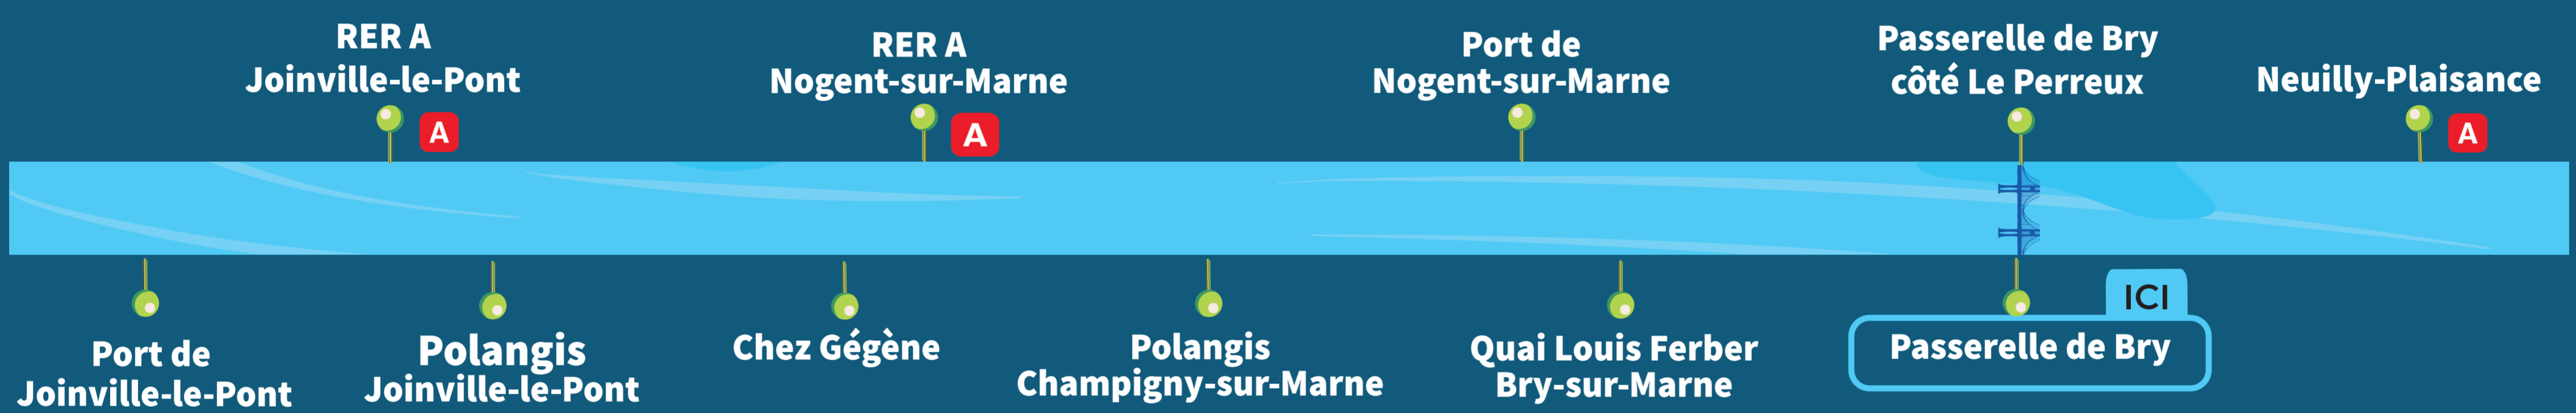 RER A
Joinville-le-Pont
A
RER A
Nogent-sur-Marne
A
Port de
Nogent-sur-Marne
Passerelle de Bry
côté Le Perreux
Neuilly-Plaisance
A
Port de
Joinville-le-Pont
Polangis
Joinville-le-Pont
Chez Gégène
Polangis
Champigny-sur-Marne
Quai Louis Ferber
Bry-sur-Marne
ICI
Passerelle de Bry